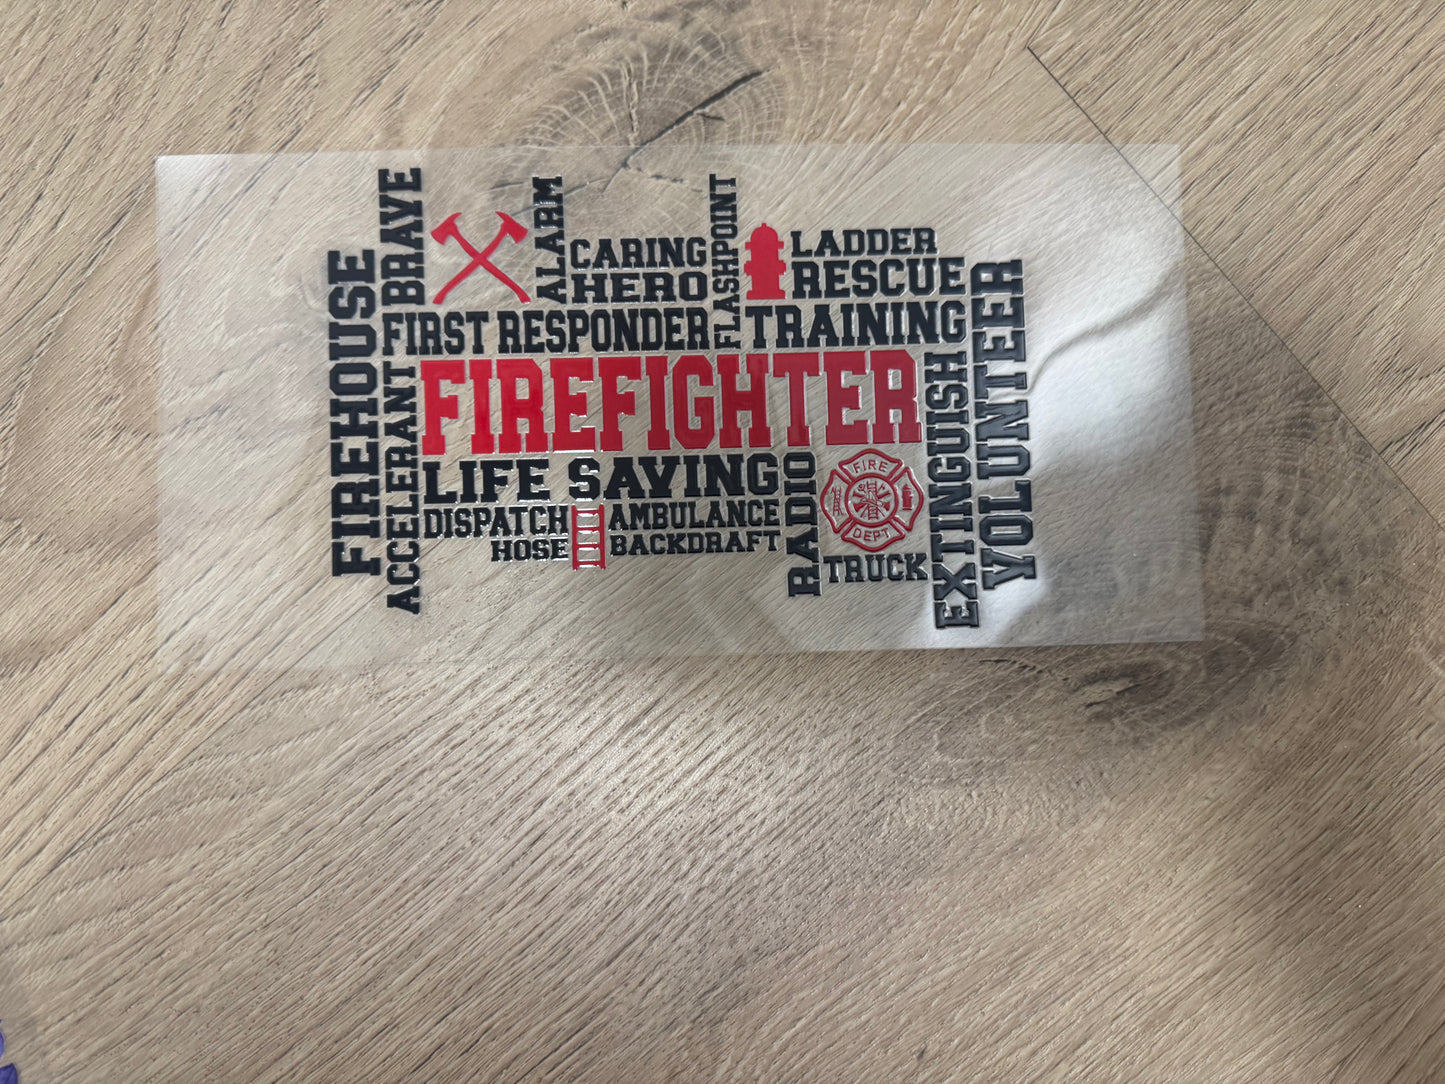 FIREHOUSE
BRAVE
ACCELERANT
ALARM
CARING
HERO
FLASHPOINT
LADDER
RESCUE
FIRST RESPONDER
TRAINING
FIREFIGHTER
LIFE SAVING
DISPATCH
HOSE
AMBULANCE
BACKDRAFT
RADIO
FIRE
DEPT
TRUCK
EXTINGUISH
VOLUNTEER